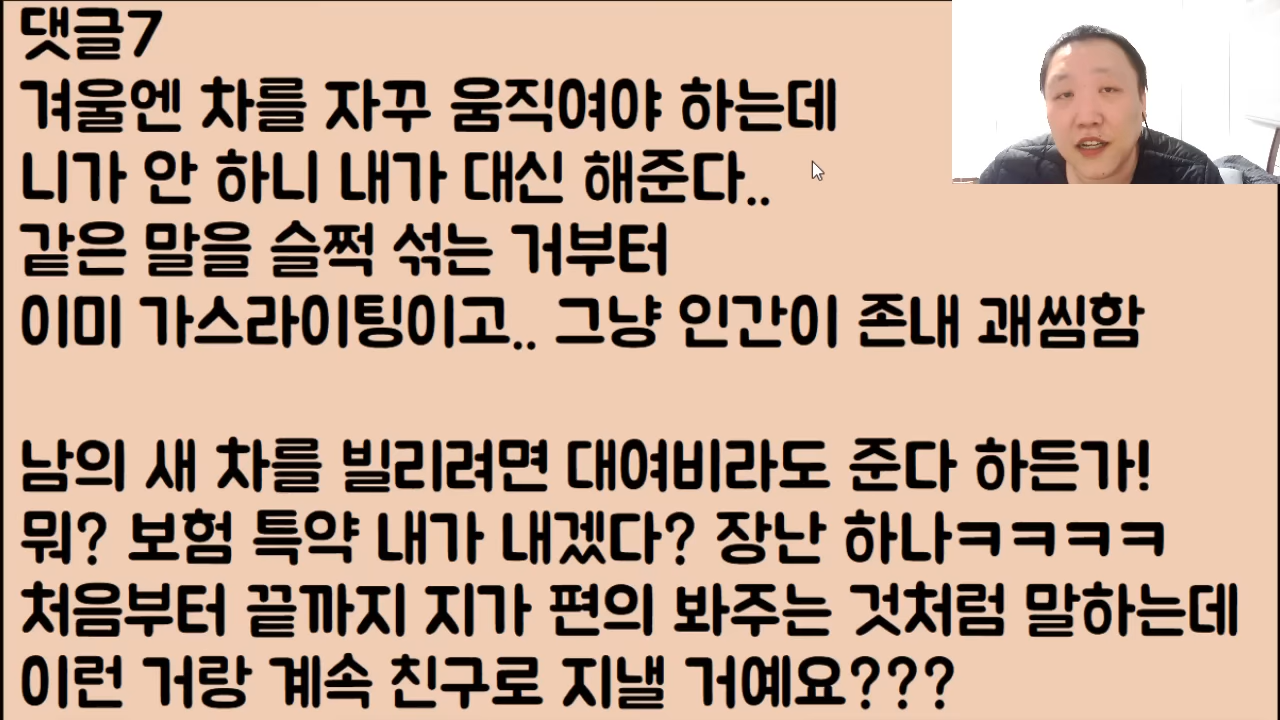 댓글7
겨울엔 차를 자꾸 움직여야 하는데
니가 안 하니 내가 대신 해준다..
같은 말을 슬쩍 섞는 거부터
이미 가스라이팅이고.. 그냥 인간이 존내 괘씸함
남의 새 차를 빌리려면 대여비라도 준다 하든가!
뭐? 보험 특약 내가 내겠다? 장난 하나ㅋㅋㅋㅋ
처음부터 끝까지 지가 편의 봐주는 것처럼 말하는데
이런 거랑 계속 친구로 지낼 거예요???